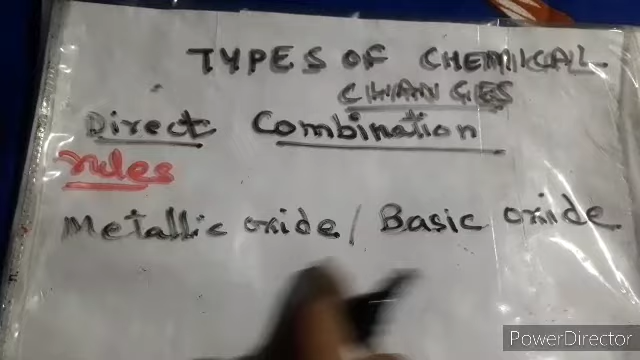 TYPES OF CHEMICAL
CHANGES
Direct Combination
rules
Metallic oxide / Basic oxide
PowerDirector